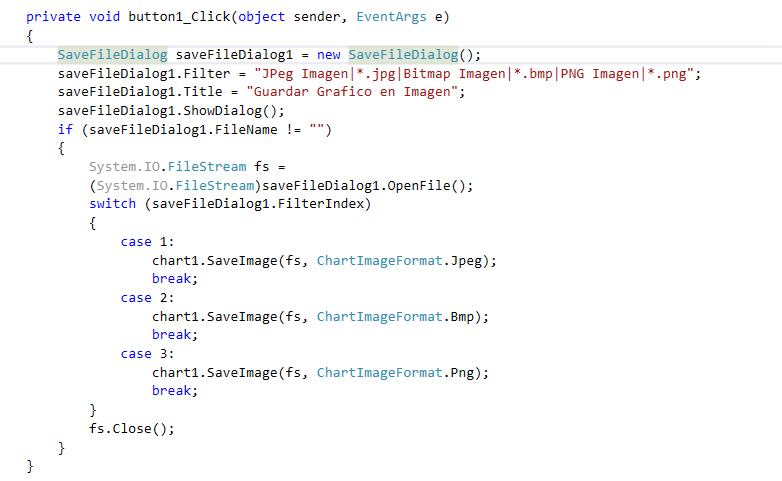 private void button1_Click(object sender, EventArgs e)
{
    SaveFileDialog saveFileDialog1 = new SaveFileDialog();
    saveFileDialog1.Filter = "JPeg Imagen|*.jpg|Bitmap Imagen|*.bmp|PNG Imagen|*.png";
    saveFileDialog1.Title = "Guardar Grafico en Imagen";
    saveFileDialog1.ShowDialog();
    if (saveFileDialog1.FileName != "")
    {
        System.IO.FileStream fs =
        (System.IO.FileStream)saveFileDialog1.OpenFile();
        switch (saveFileDialog1.FilterIndex)
        {
            case 1:
                chart1.SaveImage(fs, ChartImageFormat.Jpeg);
                break;
            case 2:
                chart1.SaveImage(fs, ChartImageFormat.Bmp);
                break;
            case 3:
                chart1.SaveImage(fs, ChartImageFormat.Png);
                break;
        }
        fs.Close();
    }
}